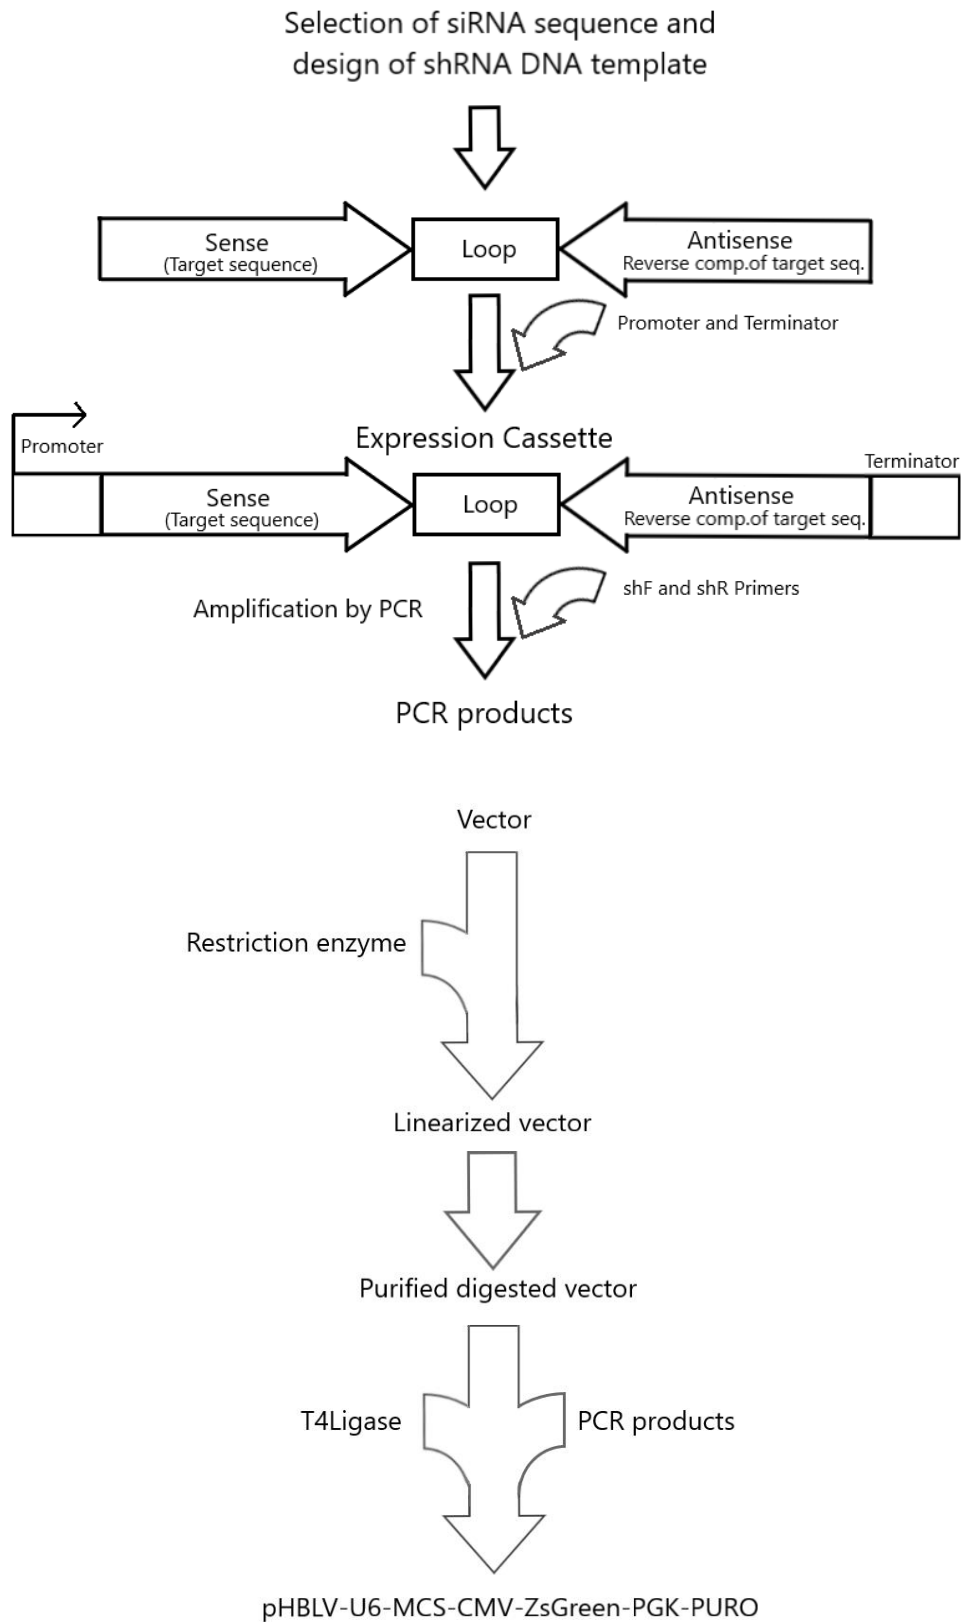 Selection of siRNA sequence and
design of shRNA DNA template
Sense
(Target sequence)
Loop
Antisense
Reverse comp.of target seq.
Promoter and Terminator
Promoter
Expression Cassette
Terminator
Sense
(Target sequence)
Loop
Antisense
Reverse comp.of target seq.
Amplification by PCR
shF and shR Primers
PCR products
Vector
Restriction enzyme
Linearized vector
Purified digested vector
T4Ligase
PCR products
pHBLV-U6-MCS-CMV-ZsGreen-PGK-PURO